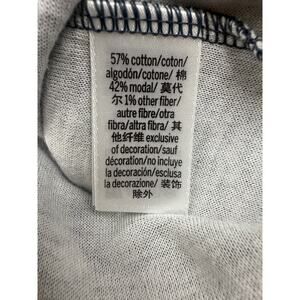 57% cotton/coton/
algodón/cotone/ 棉
42% modal/ 莫代
尔 1% other fiber/
autre fibre/otra
fibra/altra fibra/ 其
他纤维 exclusive
of decoration/sauf
décoration/no incluye
la decoración/esclusa
la decorazione/ 装饰
除外